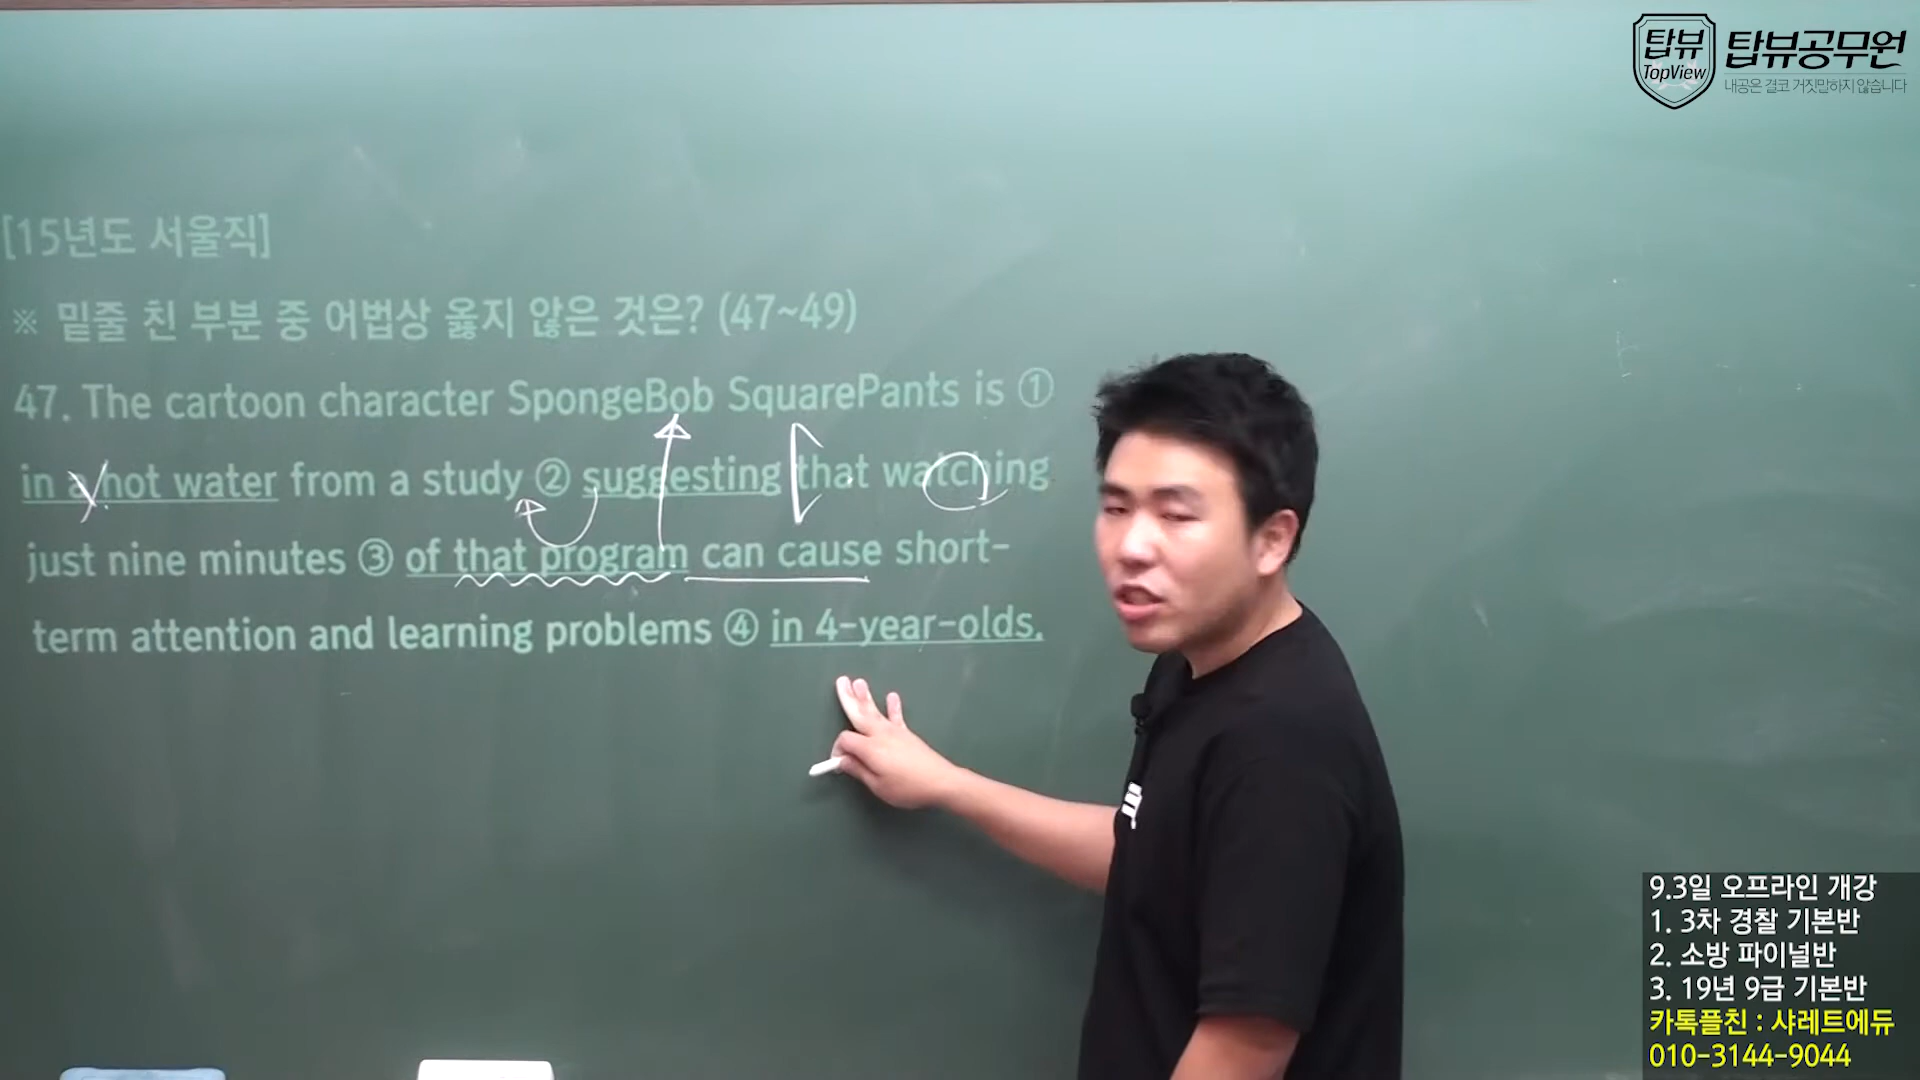 탑뷰
TopView
탑뷰공무원
내공은 결코 거짓말하지 않습니다
[15년도 서울직]
※ 밑줄 친 부분 중 어법상 옳지 않은 것은? (47~49)
47. The cartoon character SpongeBob SquarePants is ①
in a hot water from a study ② suggesting that watching
just nine minutes ③ of that program can cause short-
term attention and learning problems ④ in 4-year-olds.
9.3일 오프라인 개강
1. 3차 경찰 기본반
2. 소방 파이널반
3. 19년 9급 기본반
카톡플친 : 샤레트에듀
010-3144-9044